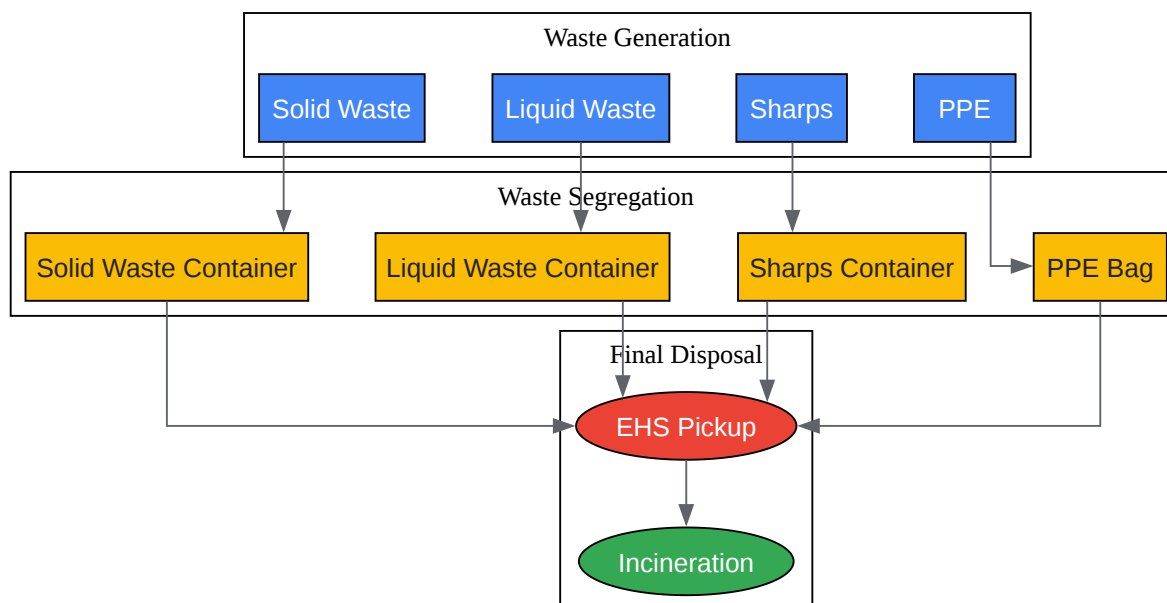 Waste Generation
Solid Waste
Liquid Waste
Sharps
PPE
Waste Segregation
Solid Waste Container
Liquid Waste Container
Sharps Container
PPE Bag
Final Disposal
EHS Pickup
Incineration